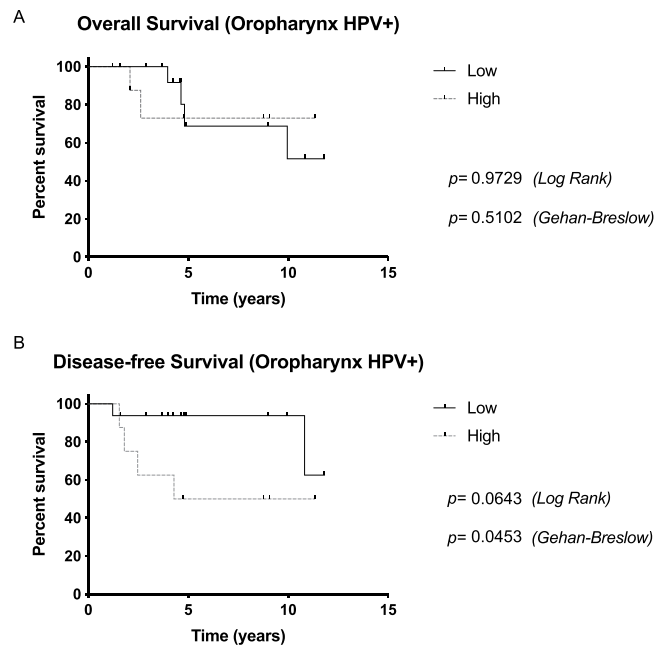 A
Overall Survival (Oropharynx HPV+)
100
80
60
40
20
0
Percent survival
0 5 10 15
Time (years)
Low
High
p= 0.9729 (Log Rank)
p= 0.5102 (Gehan-Breslow)
B
Disease-free Survival (Oropharynx HPV+)
100
80
60
40
20
0
Percent survival
0 5 10 15
Time (years)
Low
High
p= 0.0643 (Log Rank)
p= 0.0453 (Gehan-Breslow)